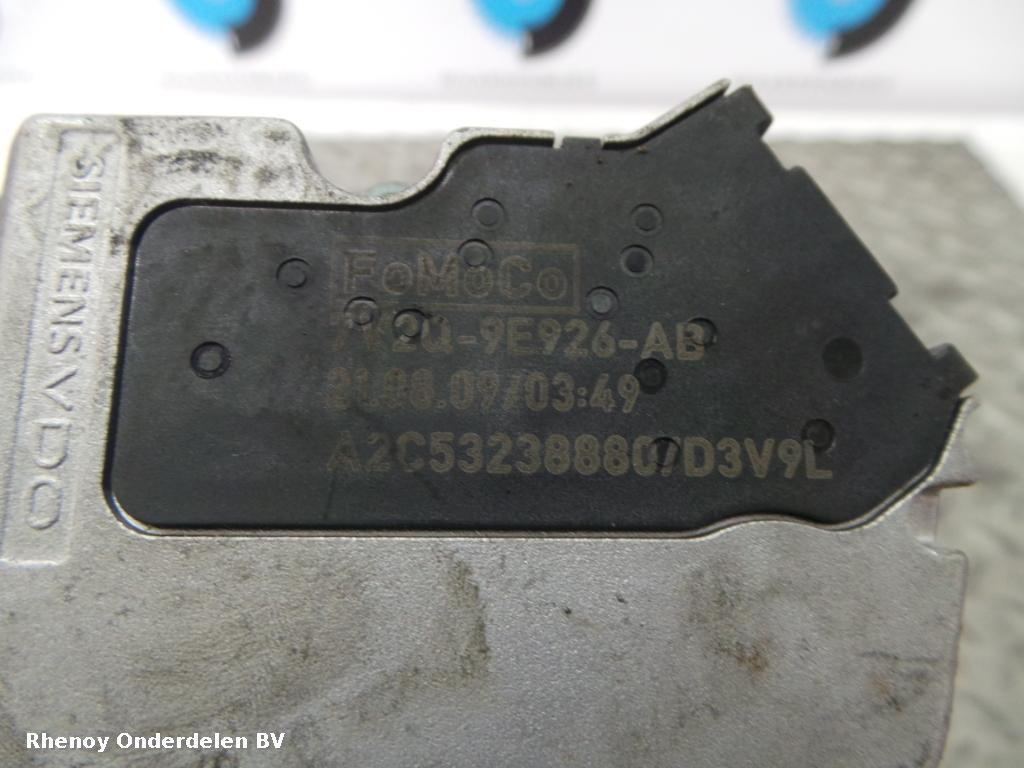 SIEMENS VDO
FoMoCo
7V2Q-9E926-AB
21.08.09/03:49
A2C53238880/D3V9L
Rhenoy Onderdelen BV